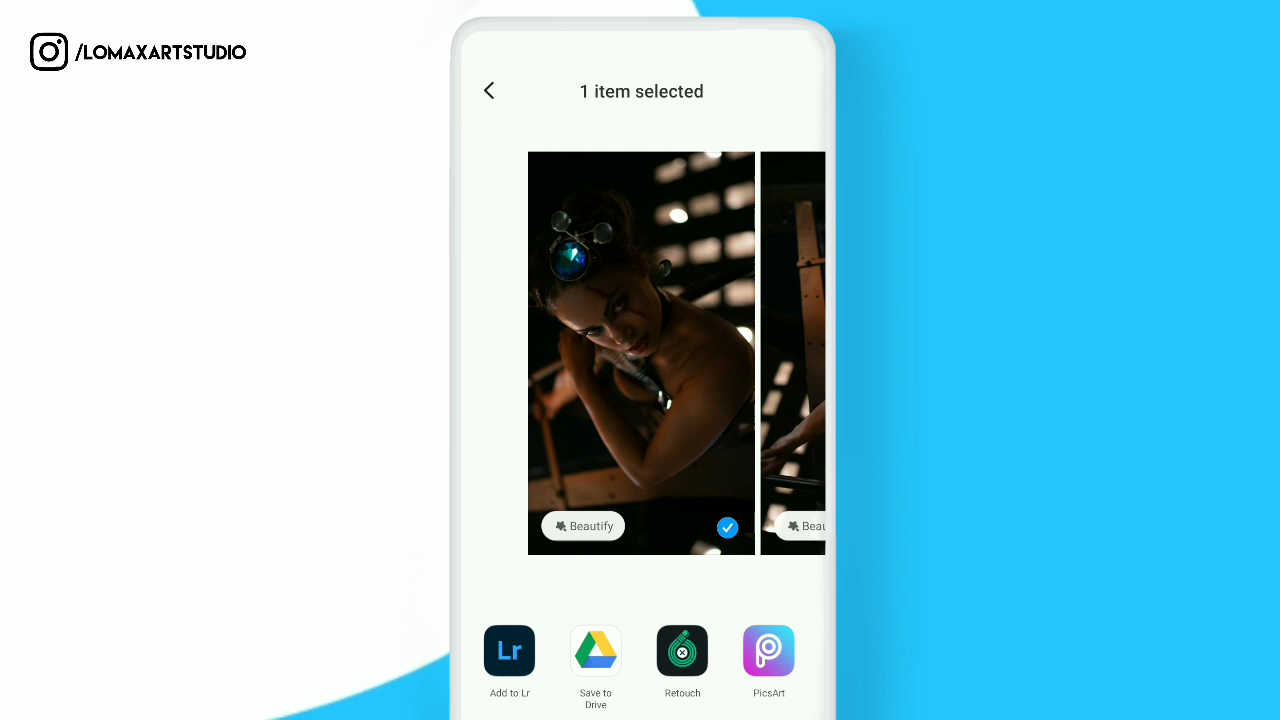 /LOMAXARTSTUDIO
1 item selected
Beautify
Beau
Lr
Add to Lr
Save to
Drive
Retouch
PicsArt